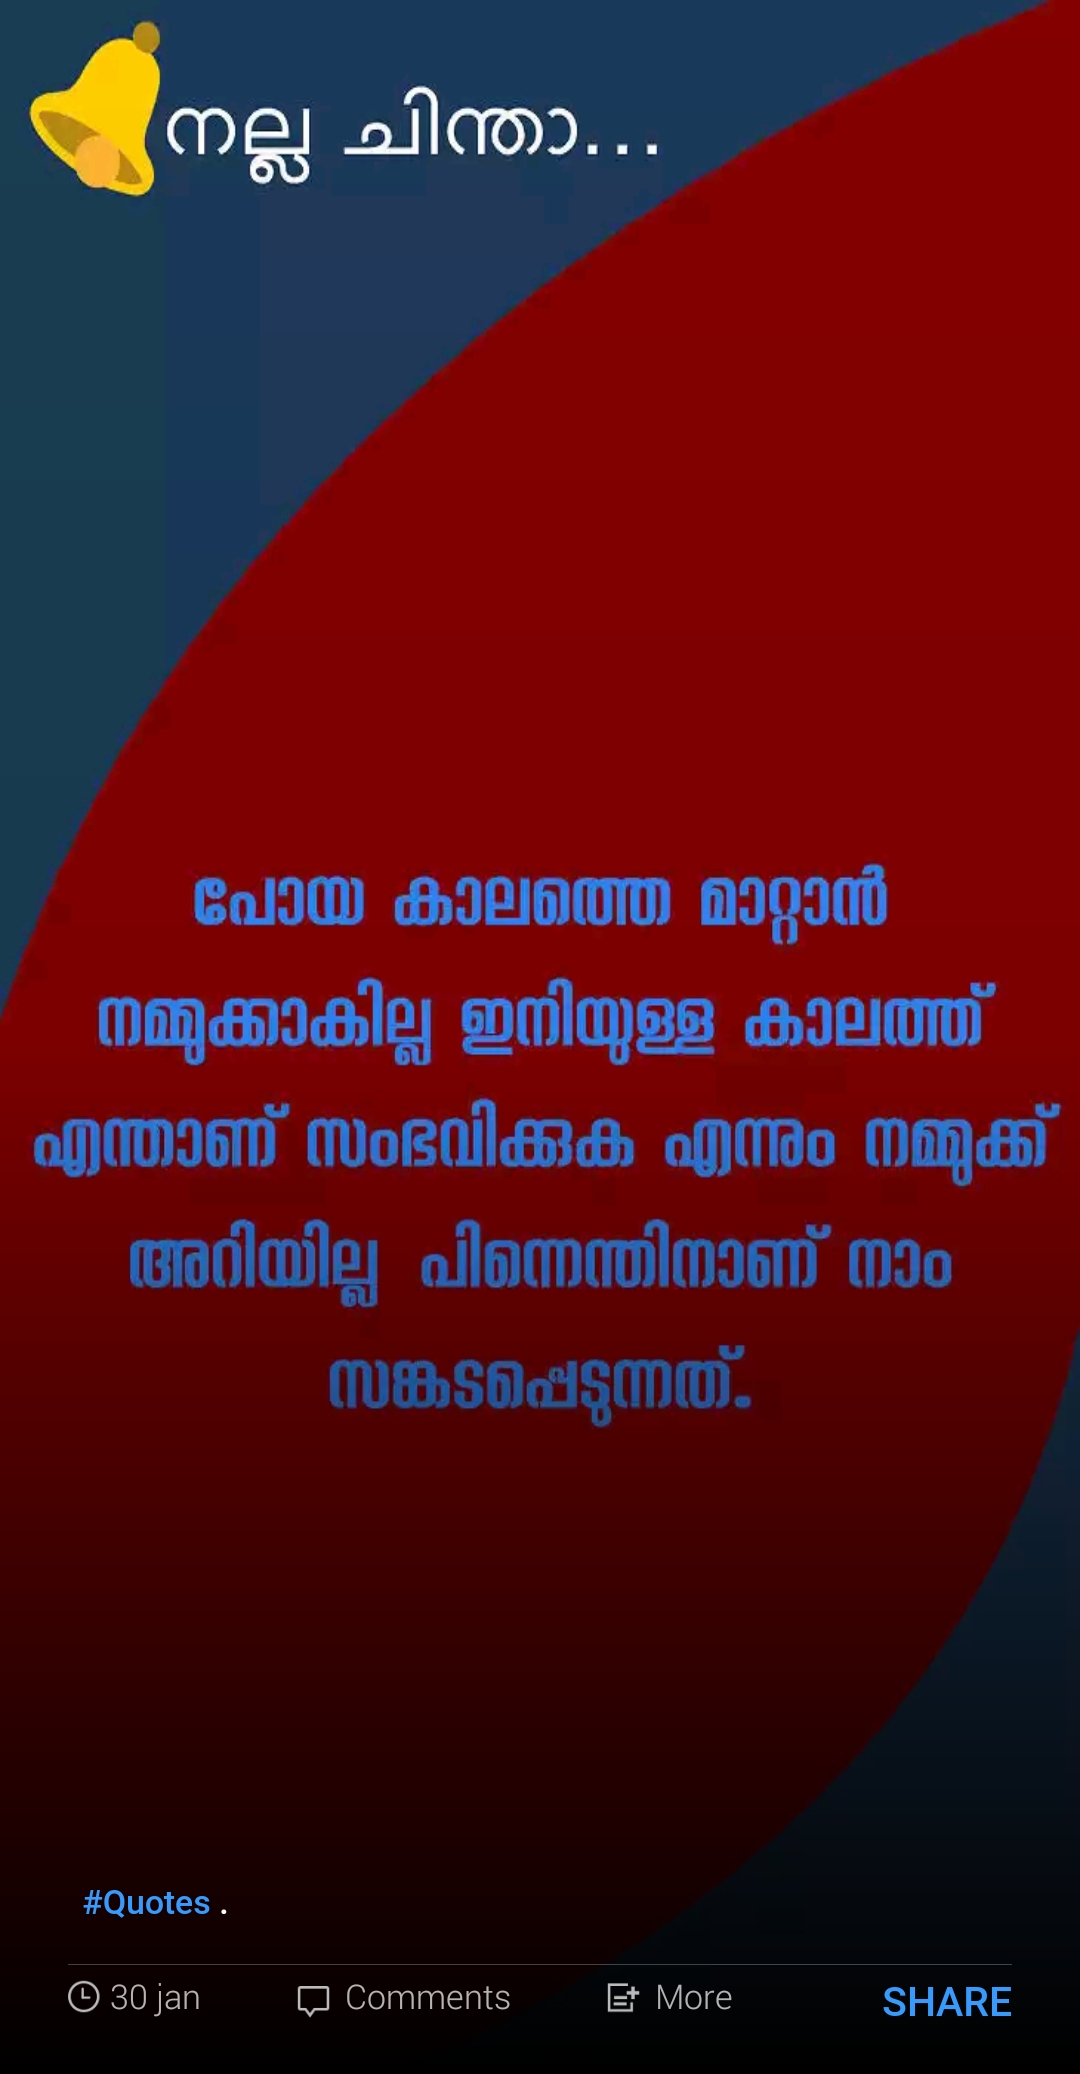 നല്ല ചിന്താ...
പോയ കാലത്തെ മാറ്റാൻ
നമ്മുക്കാകില്ല ഇനിയുള്ള കാലത്ത്
എന്താണ് സംഭവിക്കുക എന്നും നമ്മുക്ക്
അറിയില്ല പിന്നെന്തിനാണ് നാം
സങ്കടപ്പെടുന്നത്.
#Quotes .
30 jan Comments More SHARE